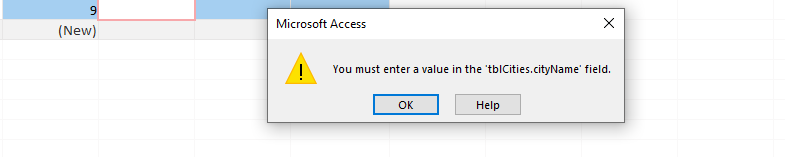 9
(New)
Microsoft Access
You must enter a value in the 'tblCities.cityName' field.
OK
Help